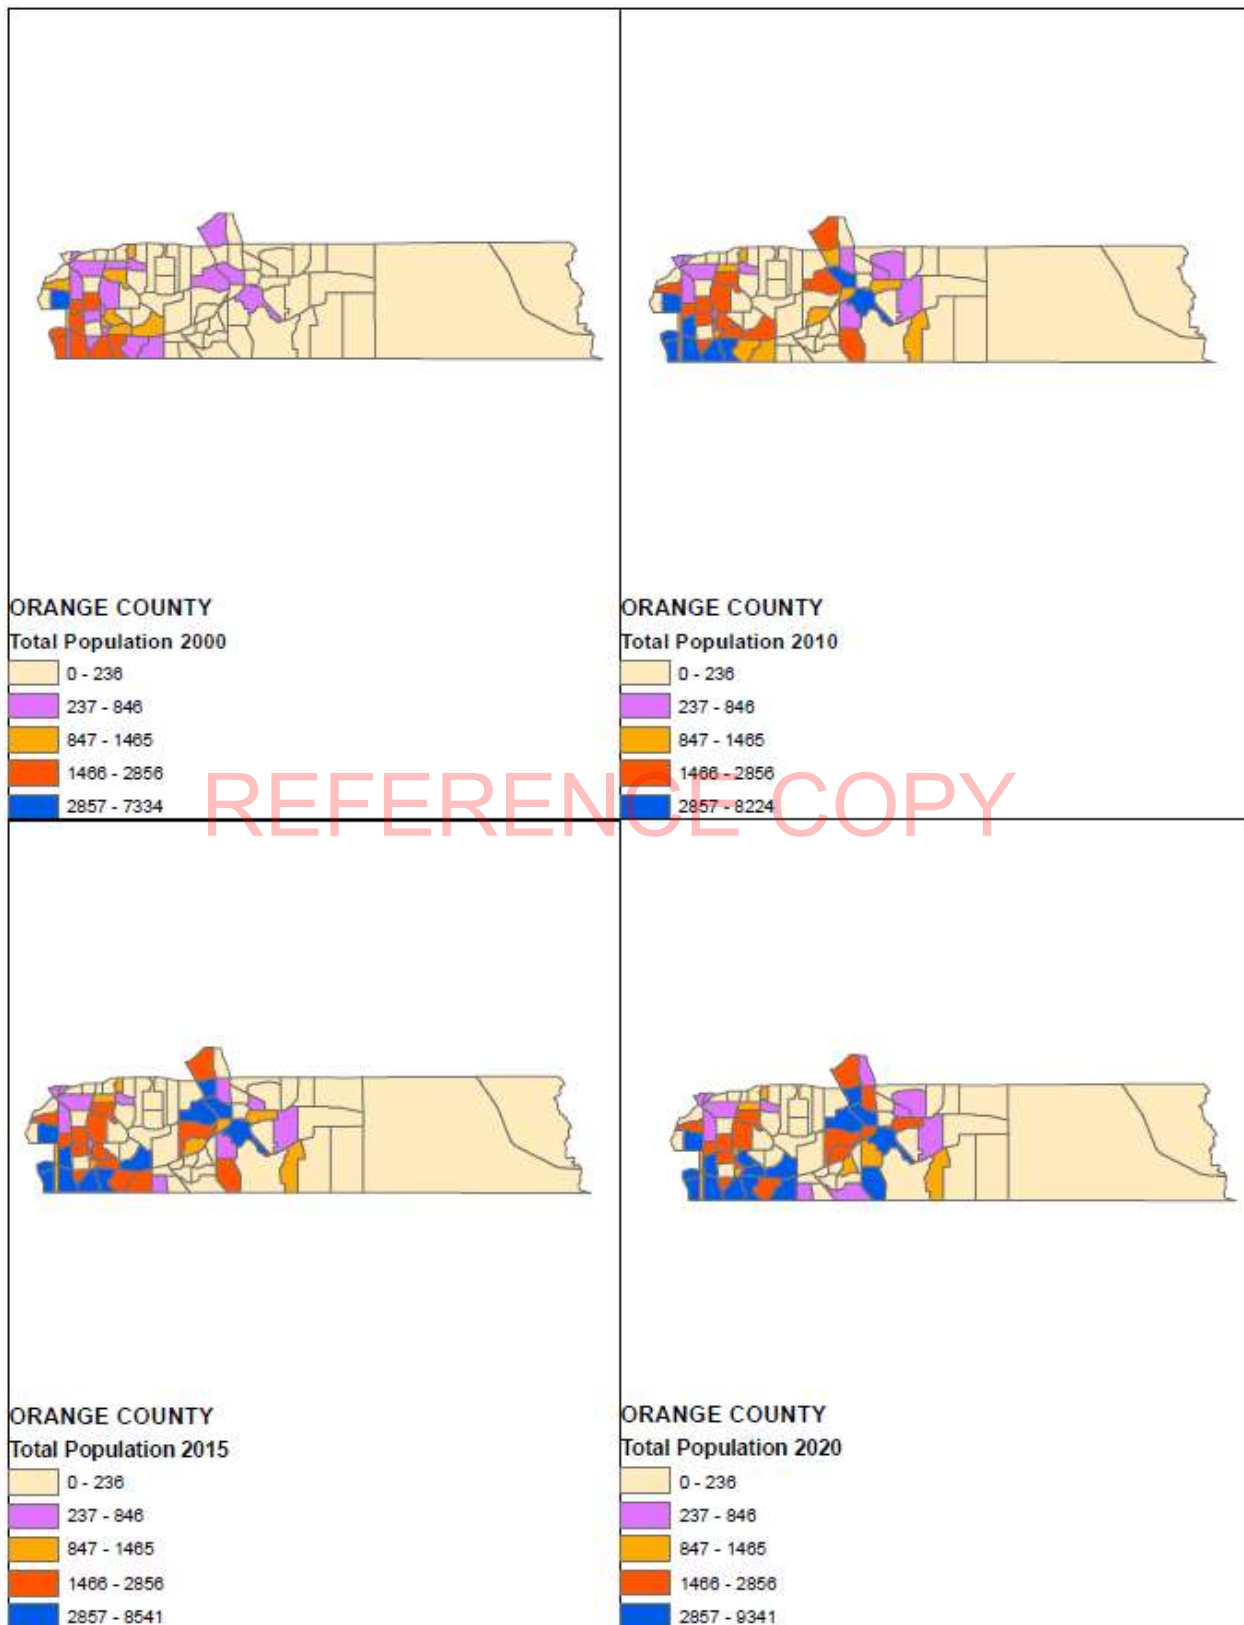 ORANGE COUNTY
Total Population 2000
0 - 236
237 - 846
847 - 1465
1466 - 2856
2857 - 7334
ORANGE COUNTY
Total Population 2010
0 - 236
237 - 846
847 - 1465
1466 - 2856
2857 - 8224
REFERENCE COPY
ORANGE COUNTY
Total Population 2015
0 - 236
237 - 846
847 - 1465
1466 - 2856
2857 - 8541
ORANGE COUNTY
Total Population 2020
0 - 236
237 - 846
847 - 1465
1466 - 2856
2857 - 9341